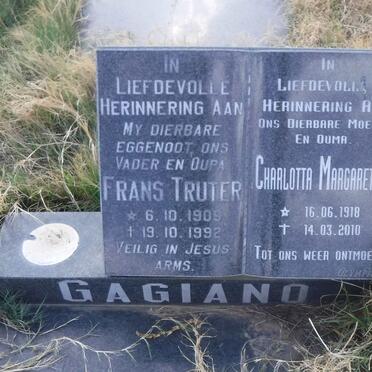 IN
LIEFDEVOLLE
HERINNERING AAN
MY DIERBARE
EGGENOOT, ONS
VADER EN OUPA
FRANS TRUTER
* 6.10.1909
† 19.10.1992
VEILIG IN JESUS
ARMS.
IN
LIEFDEVOLLE
HERINNERING A
ONS DIERBARE MOE
EN OUMA.
CHARLOTTA MARGARET
* 16.06.1918
† 14.03.2010
TOT ONS WEER ONTMOE
GAGIANO